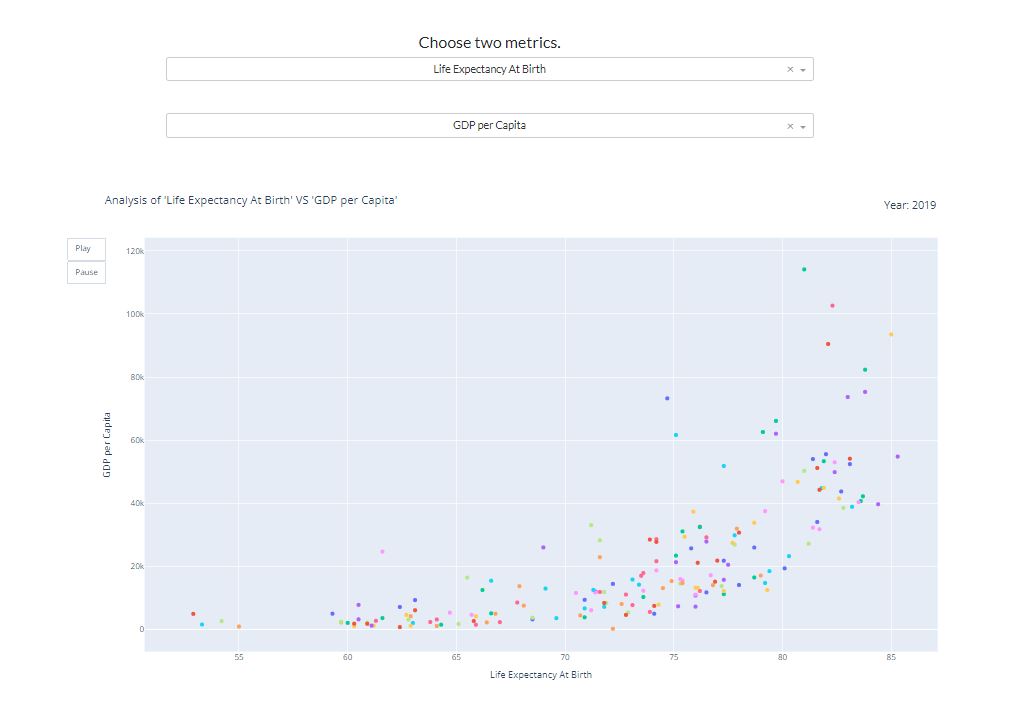 Choose two metrics.
Life Expectancy At Birth × 
GDP per Capita × 
Analysis of 'Life Expectancy At Birth' VS 'GDP per Capita'
Year: 2019
Play
Pause
120k
100k
80k
60k
40k
20k
0
GDP per Capita
55 60 65 70 75 80 85
Life Expectancy At Birth